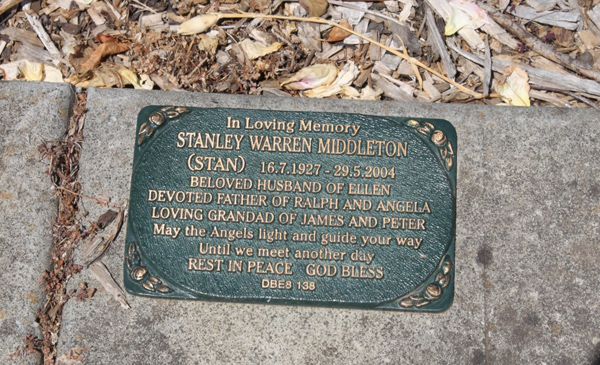 In Loving Memory
STANLEY WARREN MIDDLETON
(STAN) 16.7.1927 - 29.5.2004
BELOVED HUSBAND OF ELLEN
DEVOTED FATHER OF RALPH AND ANGELA
LOVING GRANDAD OF JAMES AND PETER
May the Angels light and guide your way
Until we meet another day
REST IN PEACE GOD BLESS
DBE8 138